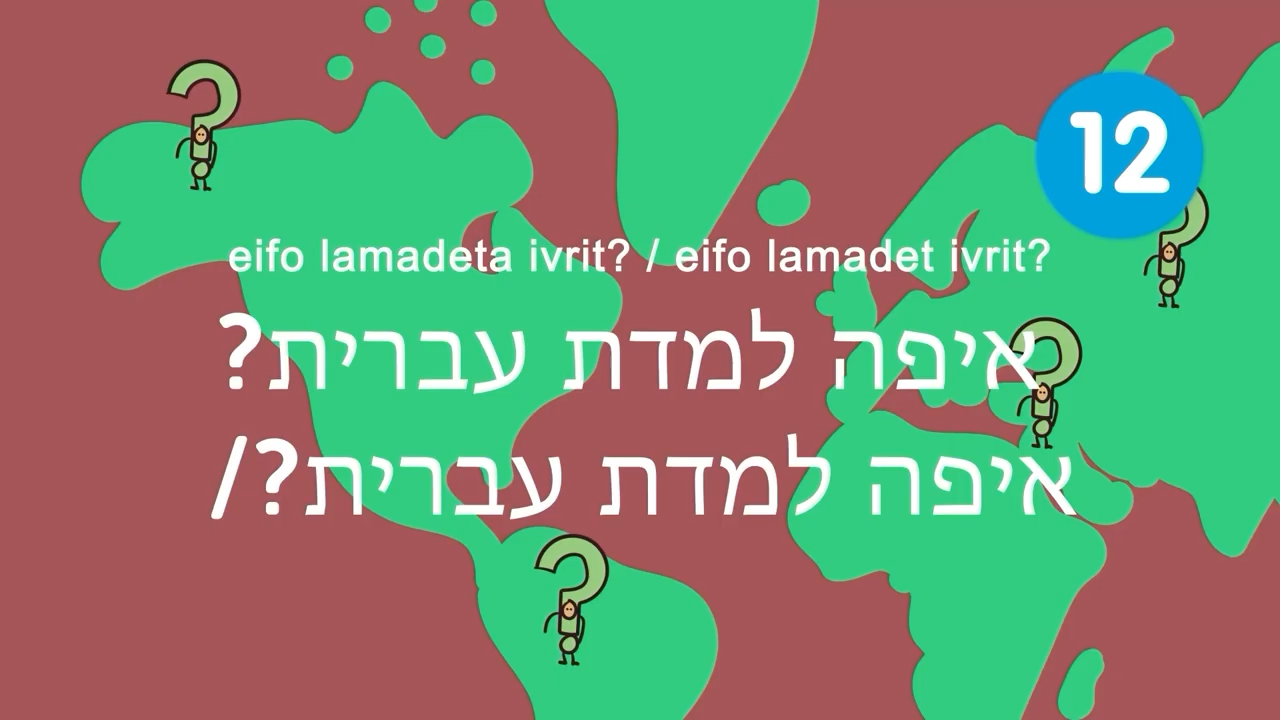 12
eifo lamadeta ivrit? / eifo lamadet ivrit?
איפה למדת עברית?
איפה למדת עברית?/